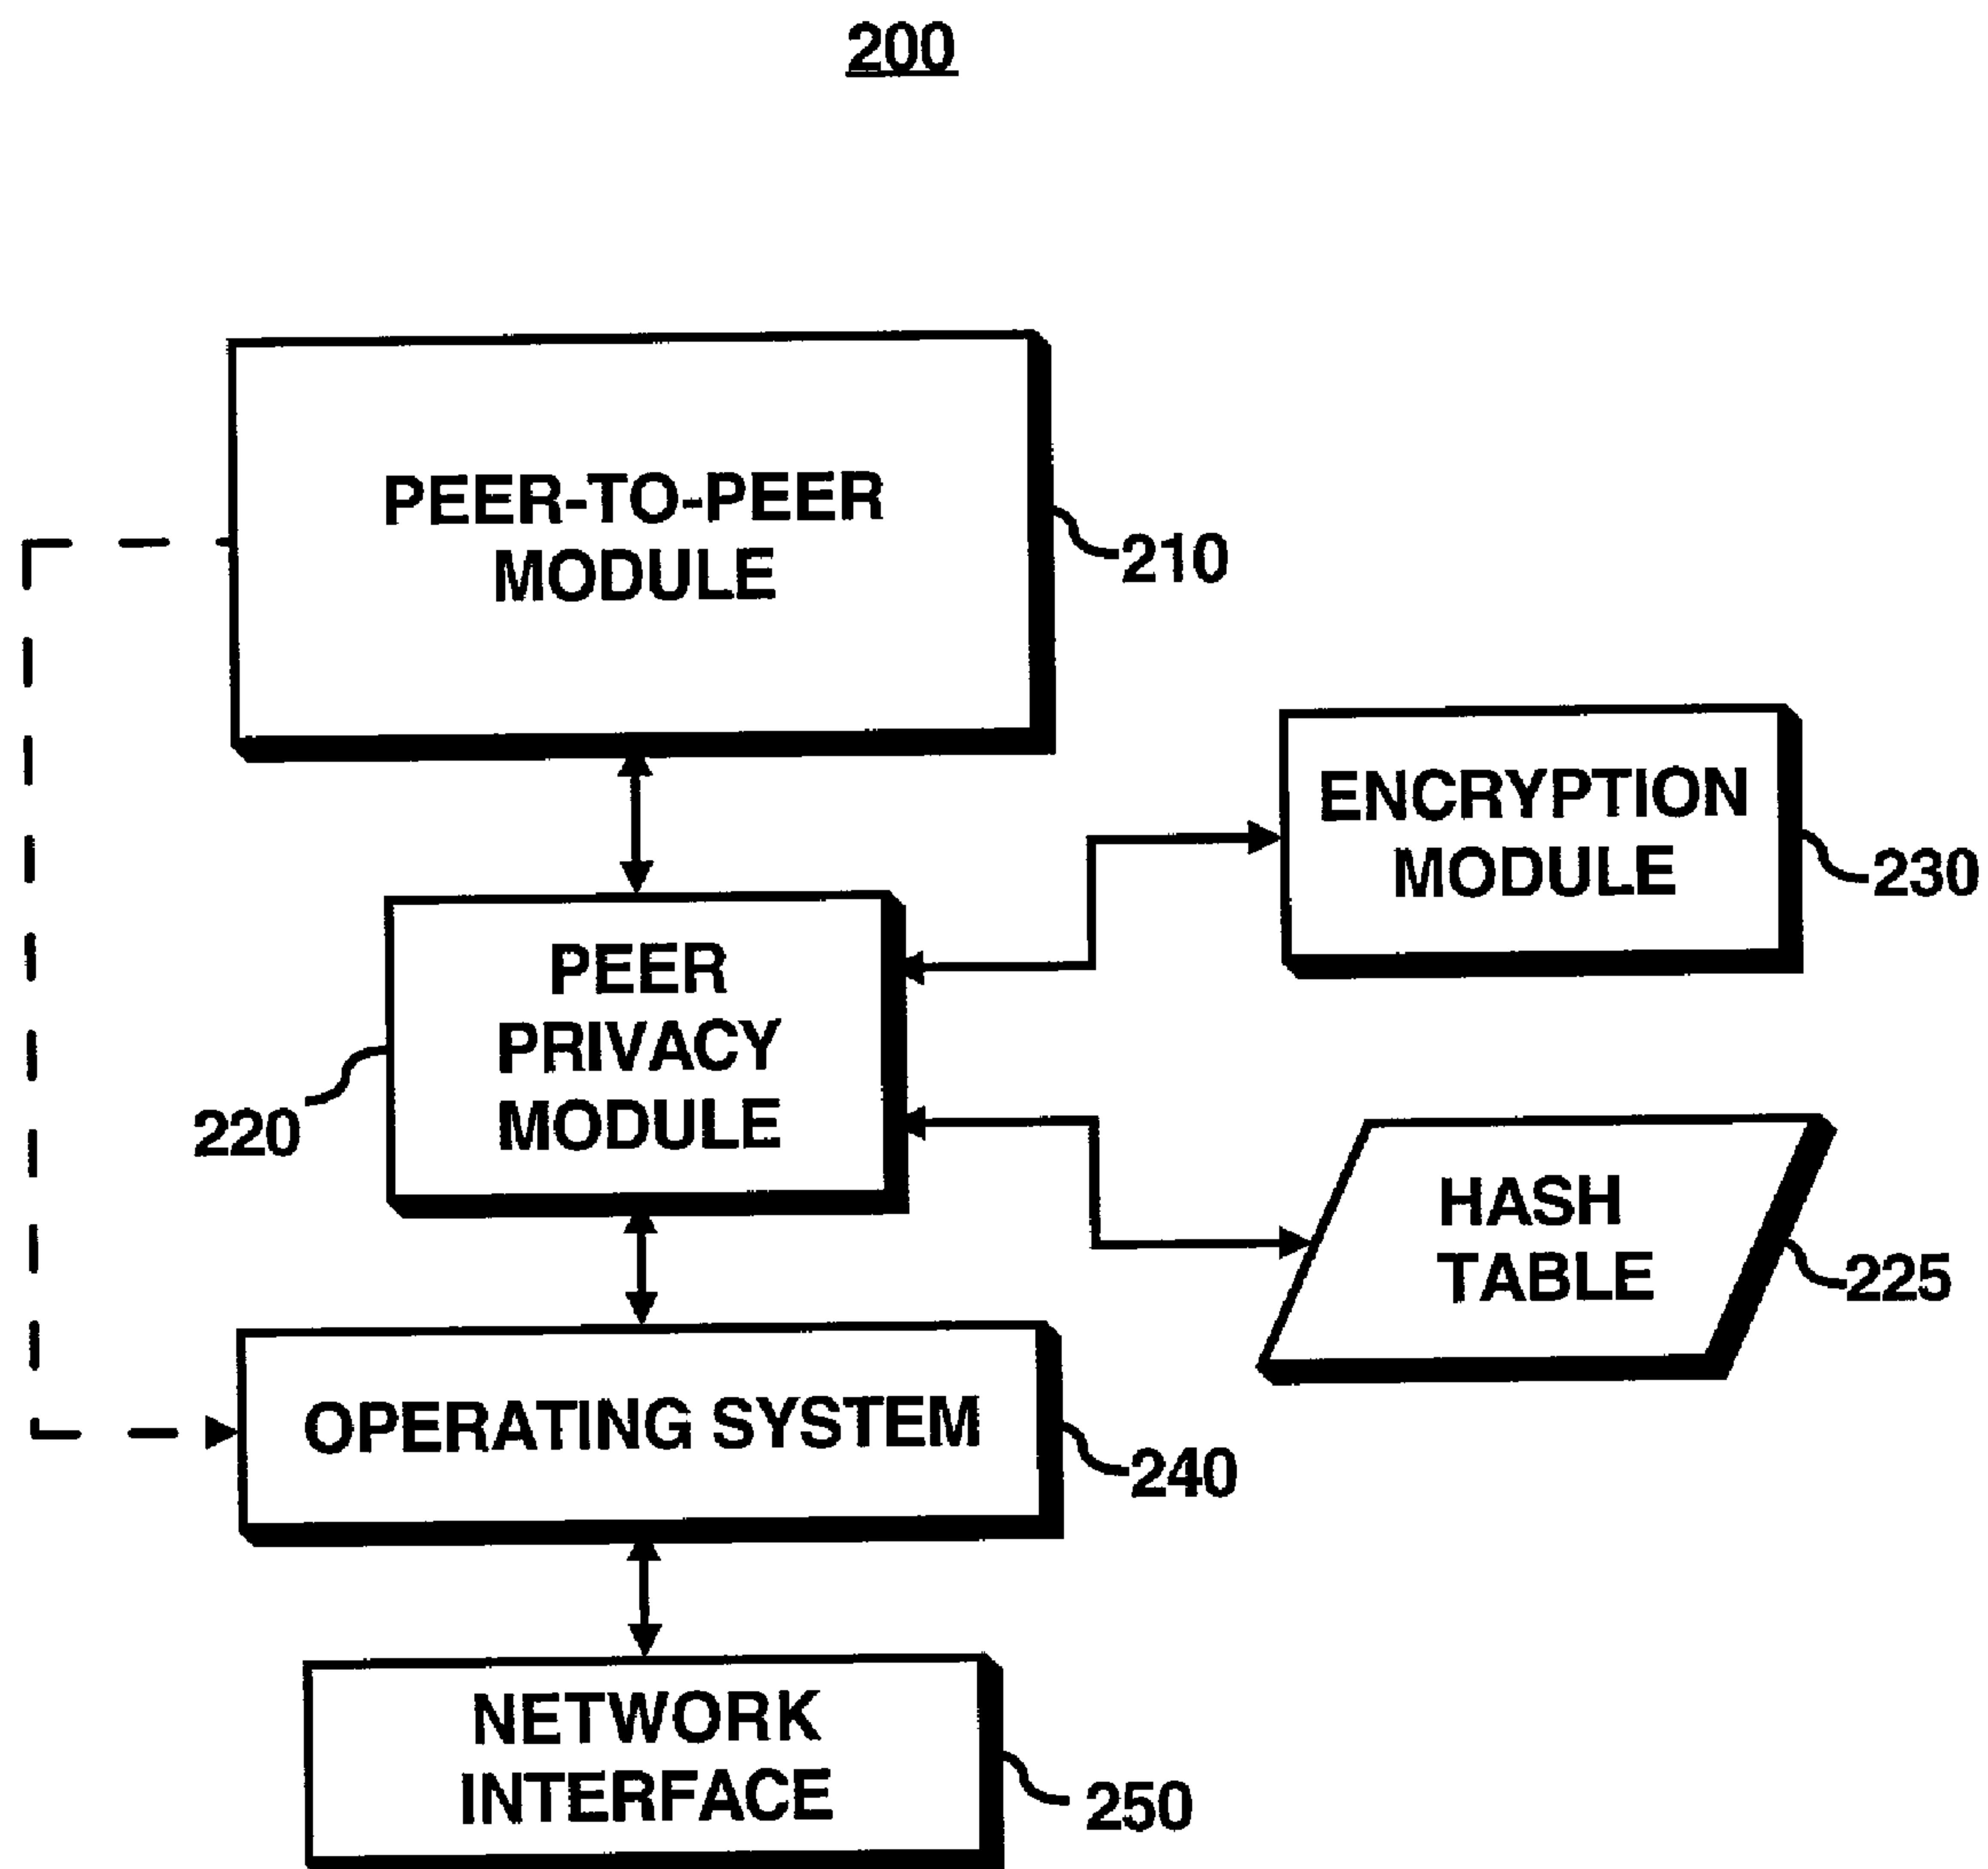 200
PEER-TO-PEER
MODULE
210
ENCRYPTION
MODULE
230
PEER
PRIVACY
MODULE
220
HASH
TABLE
225
OPERATING SYSTEM
240
NETWORK
INTERFACE
250